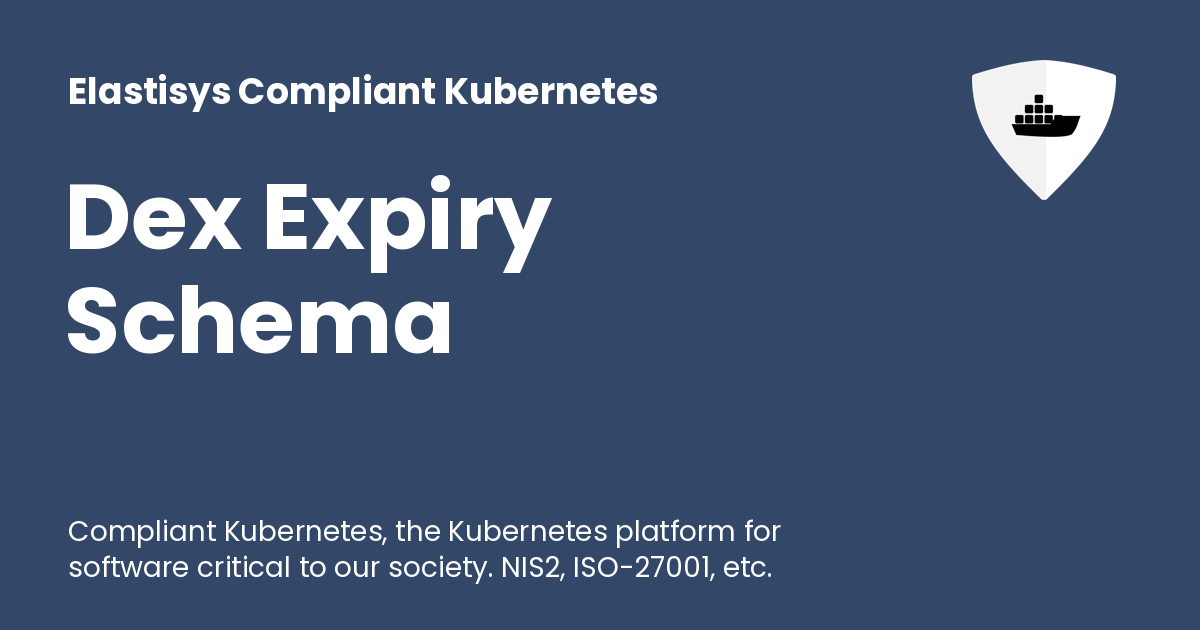 Elastisys Compliant Kubernetes
Dex Expiry
Schema
Compliant Kubernetes, the Kubernetes platform for
software critical to our society. NIS2, ISO-27001, etc.